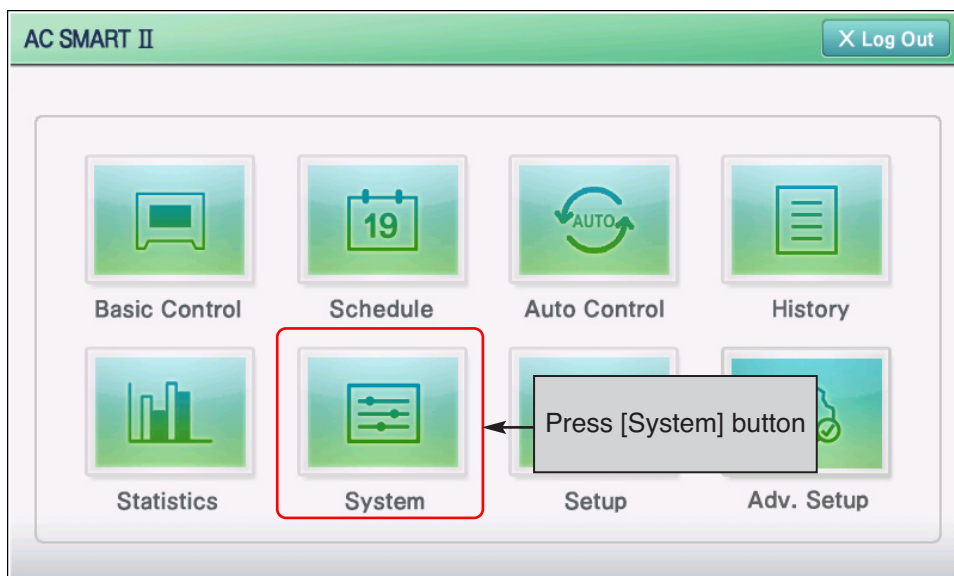 AC SMART II
X Log Out
19
AUTO
Basic Control
Schedule
Auto Control
History
Press [System] button
Statistics
System
Setup
Adv. Setup